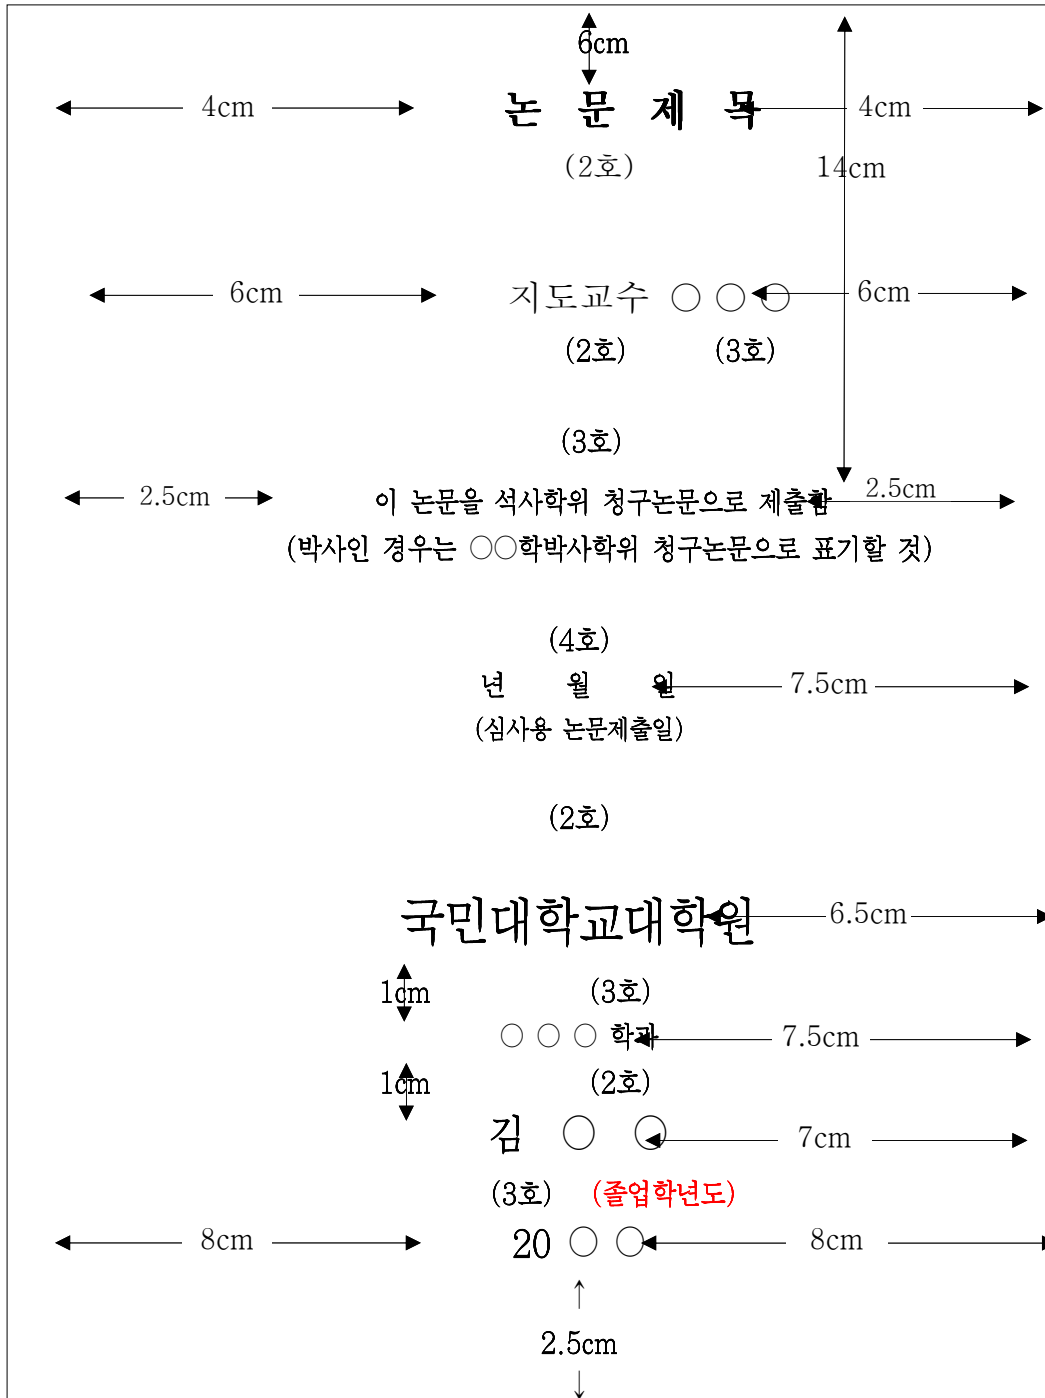 6cm
4cm 논 문 제 목 4cm
(2호) 14cm
6cm 지도교수 ○ ○ ○ 6cm
(2호) (3호)
(3호)
2.5cm 이 논문을 석사학위 청구논문으로 제출함 2.5cm
(박사인 경우는 ○○학박사학위 청구논문으로 표기할 것)
(4호)
년 월 일 7.5cm
(심사용 논문제출일)
(2호)
국민대학교대학원 6.5cm
1cm (3호)
○ ○ ○ 학과 7.5cm
1cm (2호)
김 ○ ○ 7cm
(3호) (졸업학년도)
8cm 20 ○ ○ 8cm
↑
2.5cm
↓